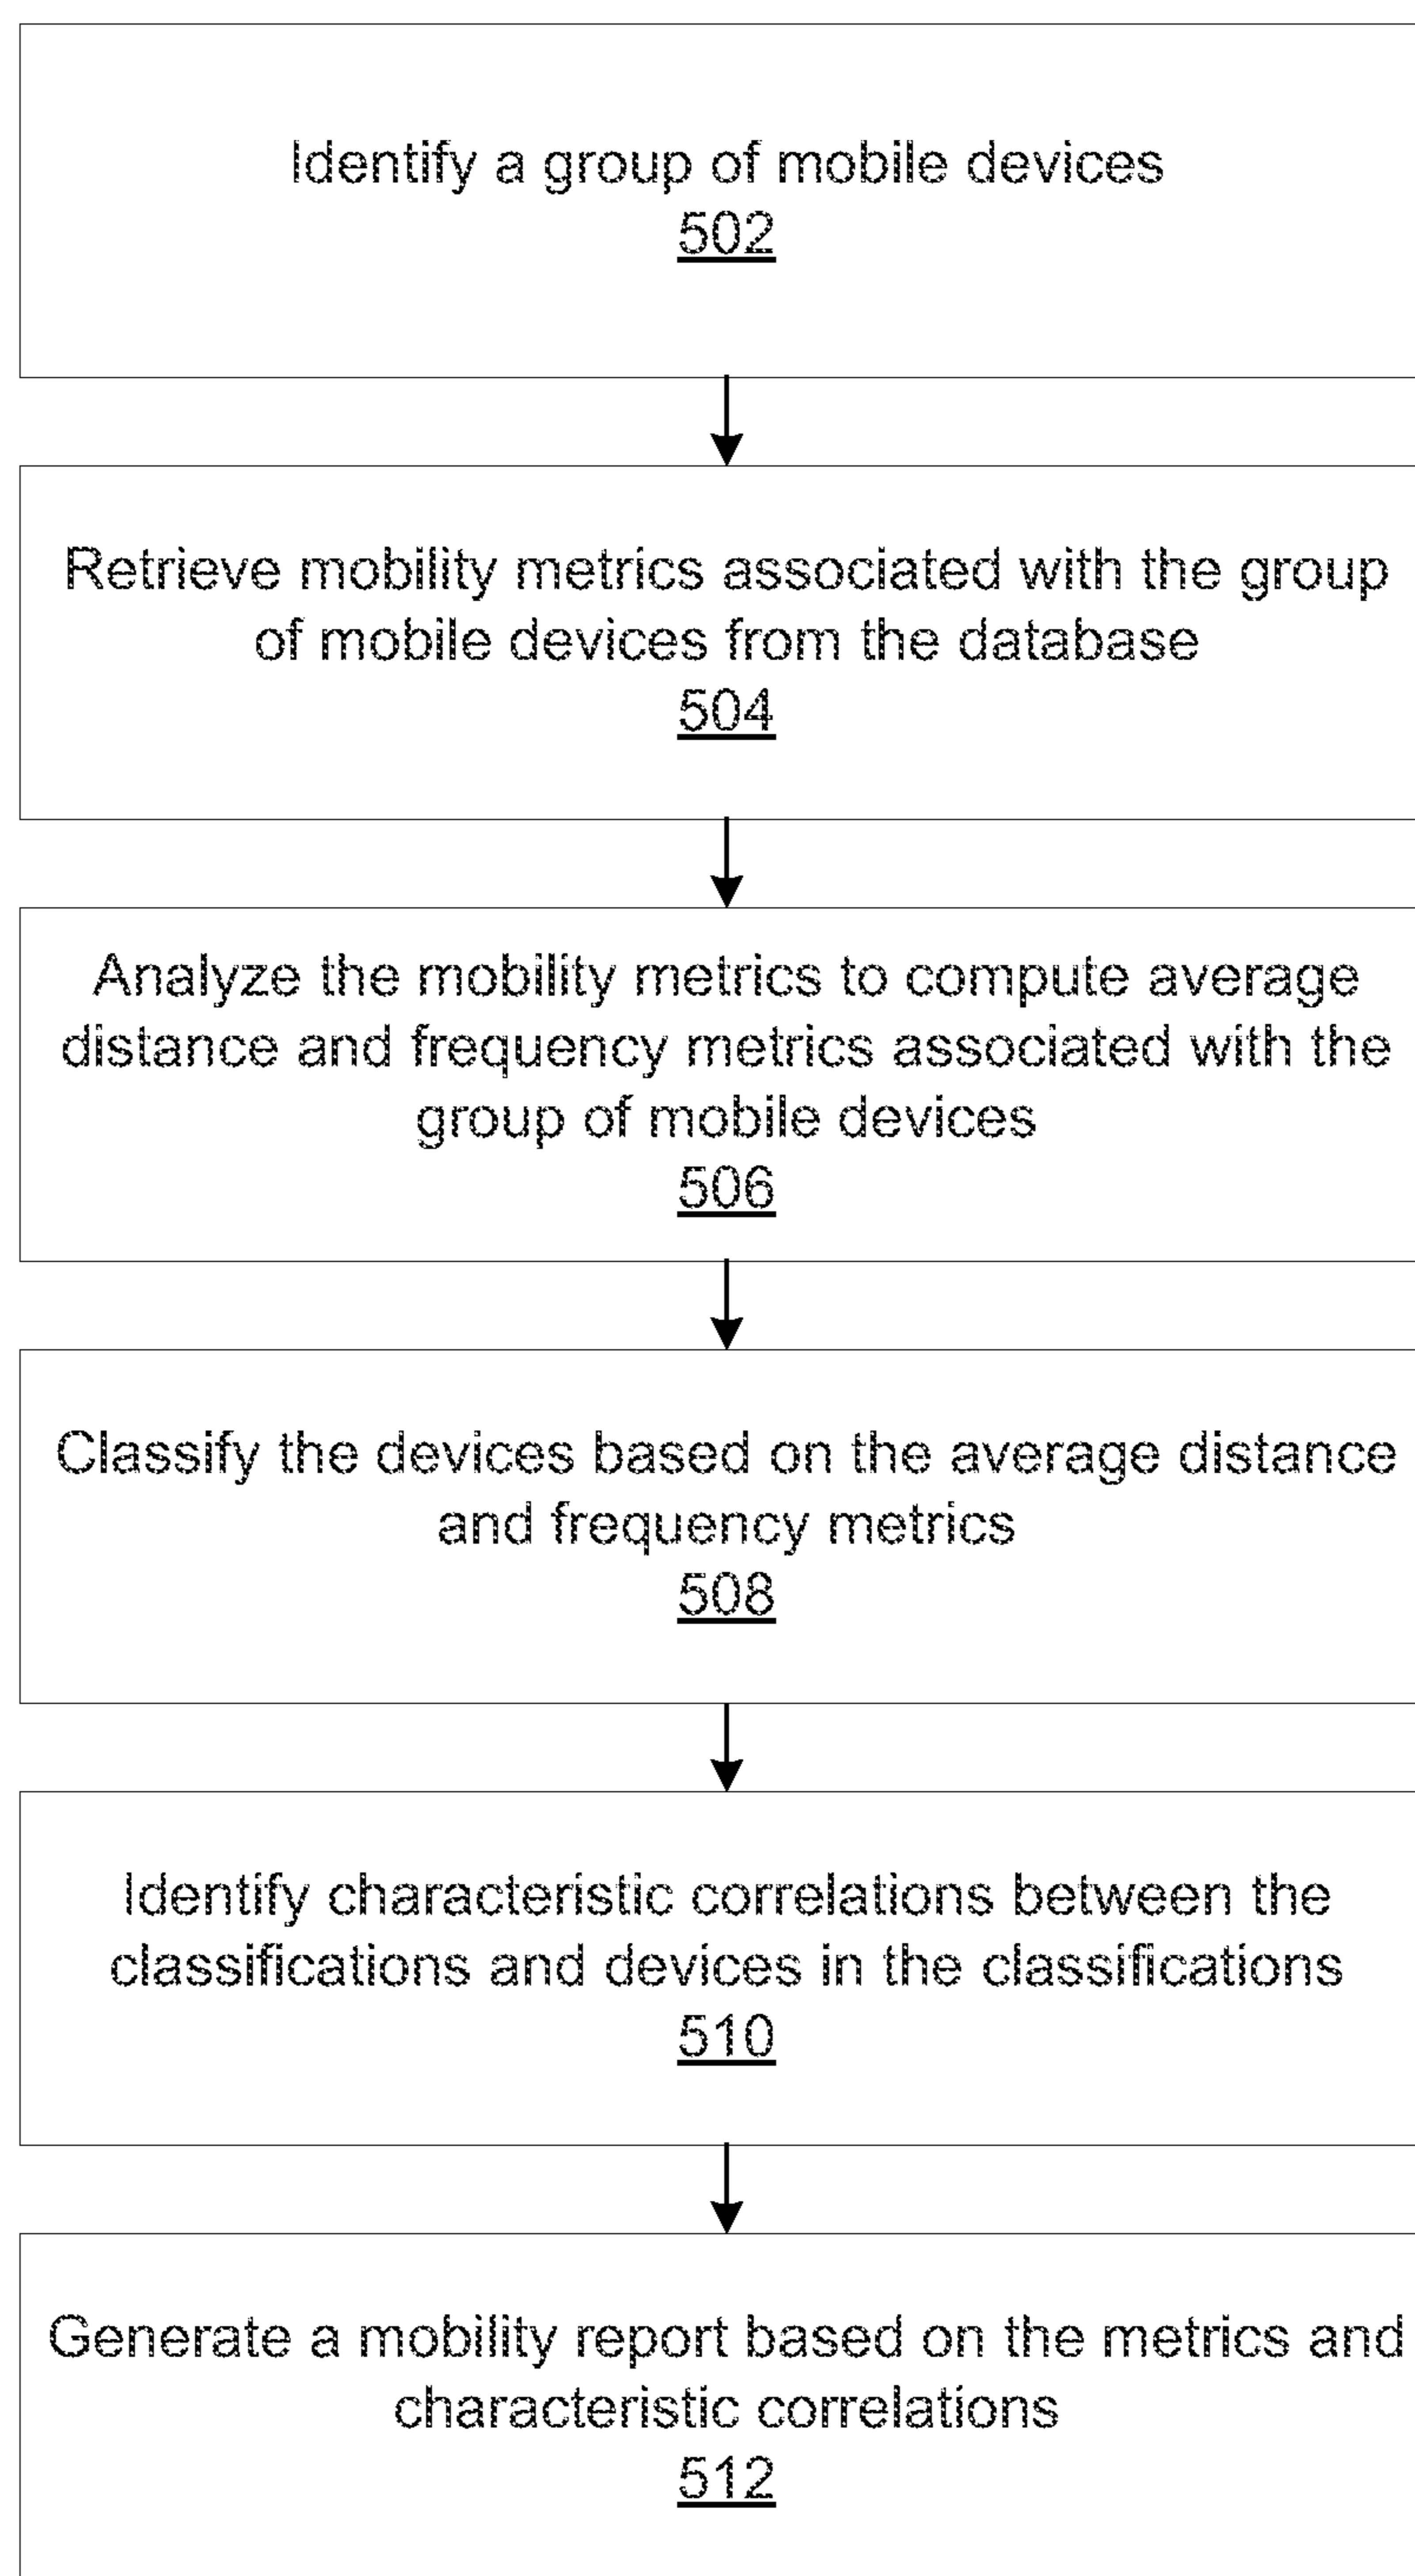 Identify a group of mobile devices
502
Retrieve mobility metrics associated with the group
of mobile devices from the database
504
Analyze the mobility metrics to compute average
distance and frequency metrics associated with the
group of mobile devices
506
Classify the devices based on the average distance
and frequency metrics
508
Identify characteristic correlations between the
classifications and devices in the classifications
510
Generate a mobility report based on the metrics and
characteristic correlations
512